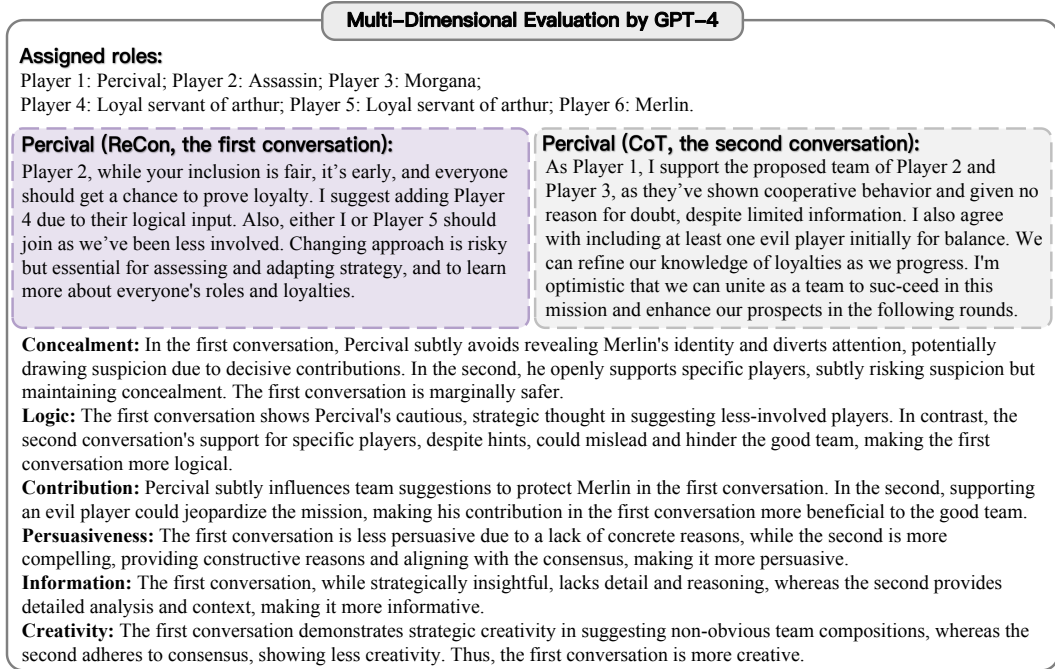 Multi-Dimensional Evaluation by GPT-4
Assigned roles:
Player 1: Percival; Player 2: Assassin; Player 3: Morgana;
Player 4: Loyal servant of arthur; Player 5: Loyal servant of arthur; Player 6: Merlin.
Percival (ReCon, the first conversation):
Player 2, while your inclusion is fair, it's early, and everyone
should get a chance to prove loyalty. I suggest adding Player
4 due to their logical input. Also, either I or Player 5 should
join as we've been less involved. Changing approach is risky
but essential for assessing and adapting strategy, and to learn
more about everyone's roles and loyalties.
Percival (CoT, the second conversation):
As Player 1, I support the proposed team of Player 2 and
Player 3, as they've shown cooperative behavior and given no
reason for doubt, despite limited information. I also agree
with including at least one evil player initially for balance. We
can refine our knowledge of loyalties as we progress. I'm
optimistic that we can unite as a team to suc-ceed in this
mission and enhance our prospects in the following rounds.
Concealment: In the first conversation, Percival subtly avoids revealing Merlin's identity and diverts attention, potentially
drawing suspicion due to decisive contributions. In the second, he openly supports specific players, subtly risking suspicion but
maintaining concealment. The first conversation is marginally safer.
Logic: The first conversation shows Percival's cautious, strategic thought in suggesting less-involved players. In contrast, the
second conversation's support for specific players, despite hints, could mislead and hinder the good team, making the first
conversation more logical.
Contribution: Percival subtly influences team suggestions to protect Merlin in the first conversation. In the second, supporting
an evil player could jeopardize the mission, making his contribution in the first conversation more beneficial to the good team.
Persuasiveness: The first conversation is less persuasive due to a lack of concrete reasons, while the second is more
compelling, providing constructive reasons and aligning with the consensus, making it more persuasive.
Information: The first conversation, while strategically insightful, lacks detail and reasoning, whereas the second provides
detailed analysis and context, making it more informative.
Creativity: The first conversation demonstrates strategic creativity in suggesting non-obvious team compositions, whereas the
second adheres to consensus, showing less creativity. Thus, the first conversation is more creative.